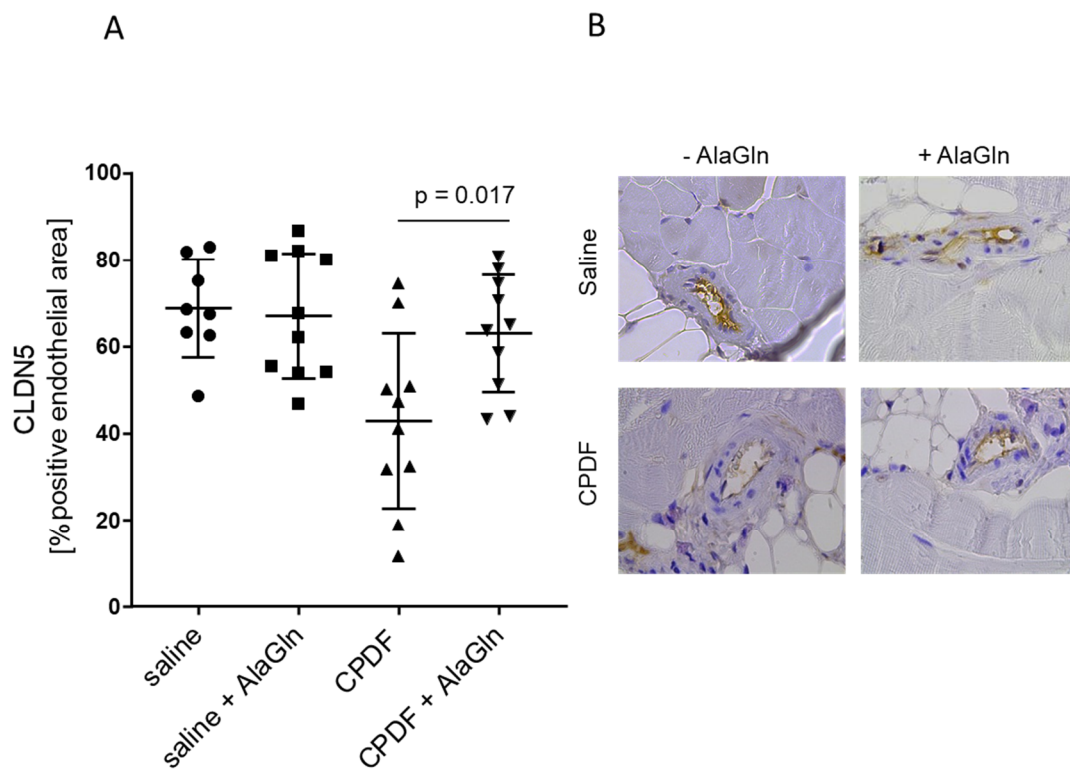 A
B
CLDN5
[%positive endothelial area]
100
80
60
40
20
0
p = 0.017
saline
saline + AlaGln
CPDF
CPDF + AlaGln
- AlaGln
+ AlaGln
Saline
CPDF